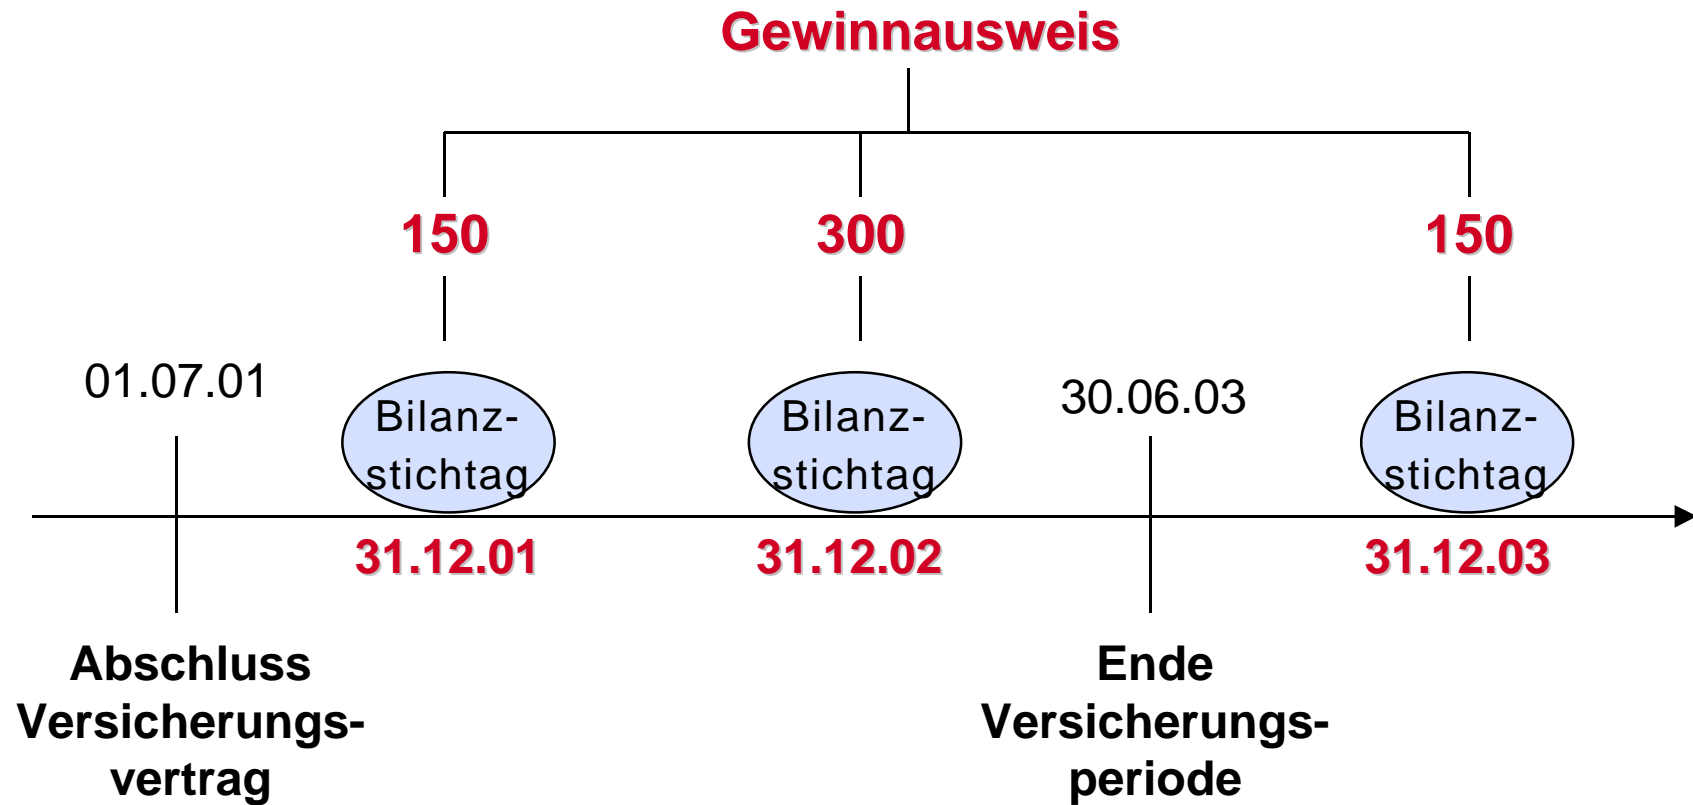 Gewinnausweis
150 300 150
01.07.01
Bilanz-
stichtag
Bilanz-
stichtag
30.06.03
Bilanz-
stichtag
31.12.01 31.12.02 31.12.03
Abschluss
Versicherungs-
vertrag
Ende
Versicherungs-
periode